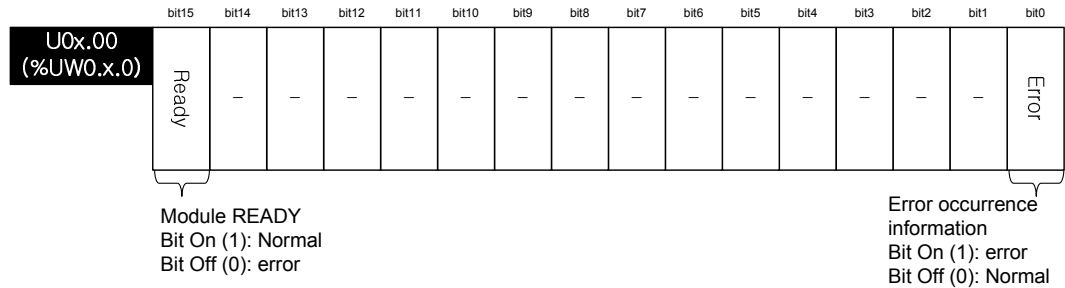 bit15 bit14 bit13 bit12 bit11 bit10 bit9 bit8 bit7 bit6 bit5 bit4 bit3 bit2 bit1 bit0
U0x.00
(%UW0.x.0)
Ready – – – – – – – – – – – – – – Error
Module READY
Bit On (1): Normal
Bit Off (0): error
Error occurrence
information
Bit On (1): error
Bit Off (0): Normal